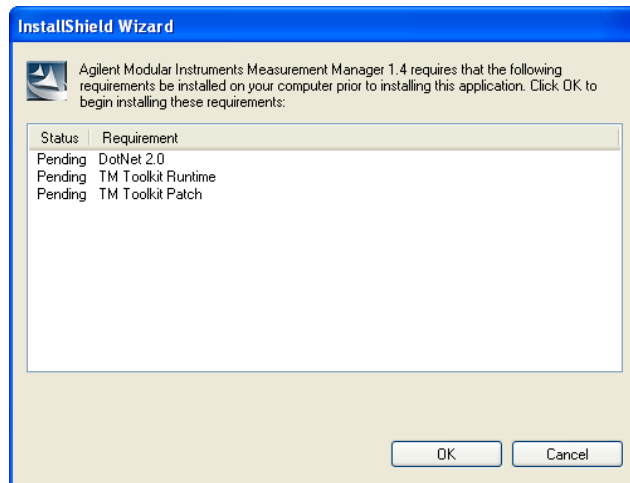 InstallShield Wizard
Agilent Modular Instruments Measurement Manager 1.4 requires that the following
requirements be installed on your computer prior to installing this application. Click OK to
begin installing these requirements:
Status Requirement
Pending DotNet 2.0
Pending TM Toolkit Runtime
Pending TM Toolkit Patch
OK Cancel